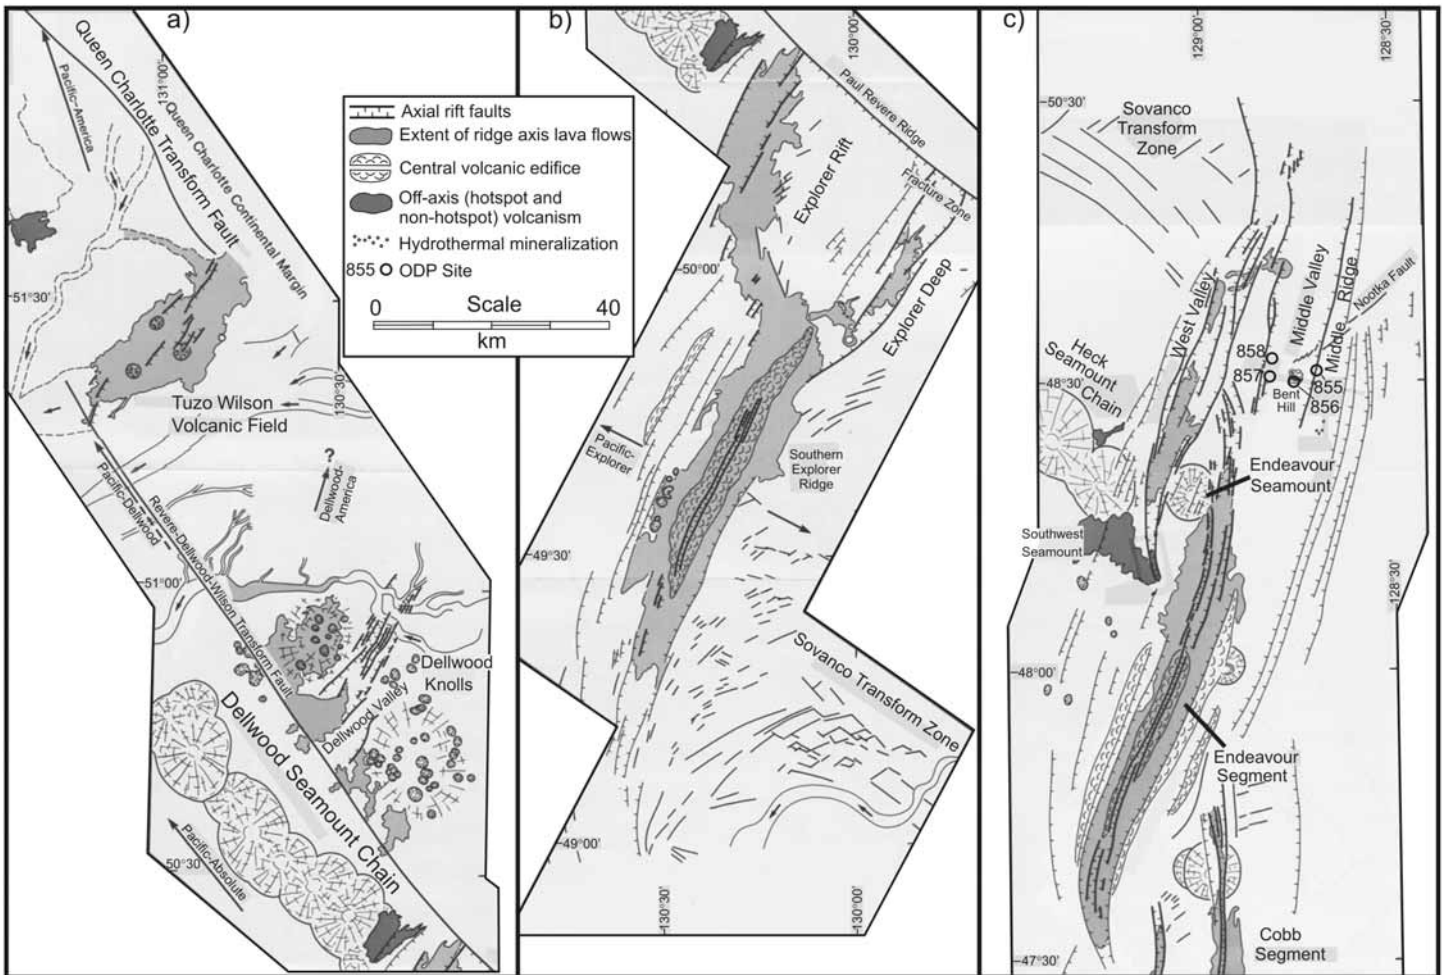 a)
Queen Charlotte Transform Fault
131°00'
Queen Charlotte Continental Margin
Pacific-America
51°30'
130°30'
Tuzo Wilson
Volcanic Field
Pacific-Dellwood
Revere-Dellwood-Wilson Transform Fault
?
Dellwood-
America
51°00'
Dellwood
Knolls
Dellwood Valley
Dellwood Seamount Chain
Pacific-Absolute
50°30'
Axial rift faults
Extent of ridge axis lava flows
Central volcanic edifice
Off-axis (hotspot and
non-hotspot) volcanism
Hydrothermal mineralization
855 ODP Site
Scale
0 40
km
b)
130°00'
Paul Revere Ridge
Fracture Zone
Explorer Rift
50°00'
Explorer Deep
Pacific-
Explorer
Southern
Explorer
Ridge
49°30'
Sovanco Transform Zone
49°00'
130°30'
130°00'
c)
129°00'
128°30'
50°30'
Sovanco
Transform
Zone
West Valley
Middle Valley
Middle Ridge
Nootka Fault
Heck
Seamount
Chain
48°30'
858
857
Bent
Hill
855
856
Endeavour
Seamount
Southwest
Seamount
128°30'
48°00'
Endeavour
Segment
Cobb
Segment
47°30'